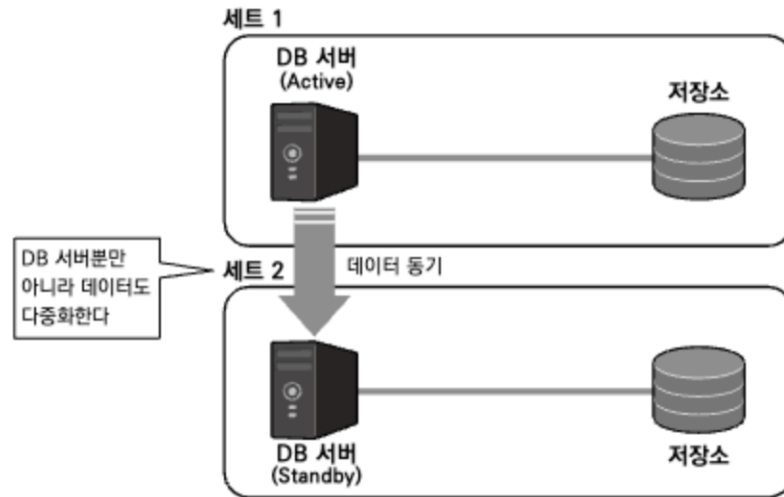 세트 1
DB 서버
(Active)
저장소
DB 서버뿐만
아니라 데이터도
다중화한다
세트 2
데이터 동기
DB 서버
(Standby)
저장소